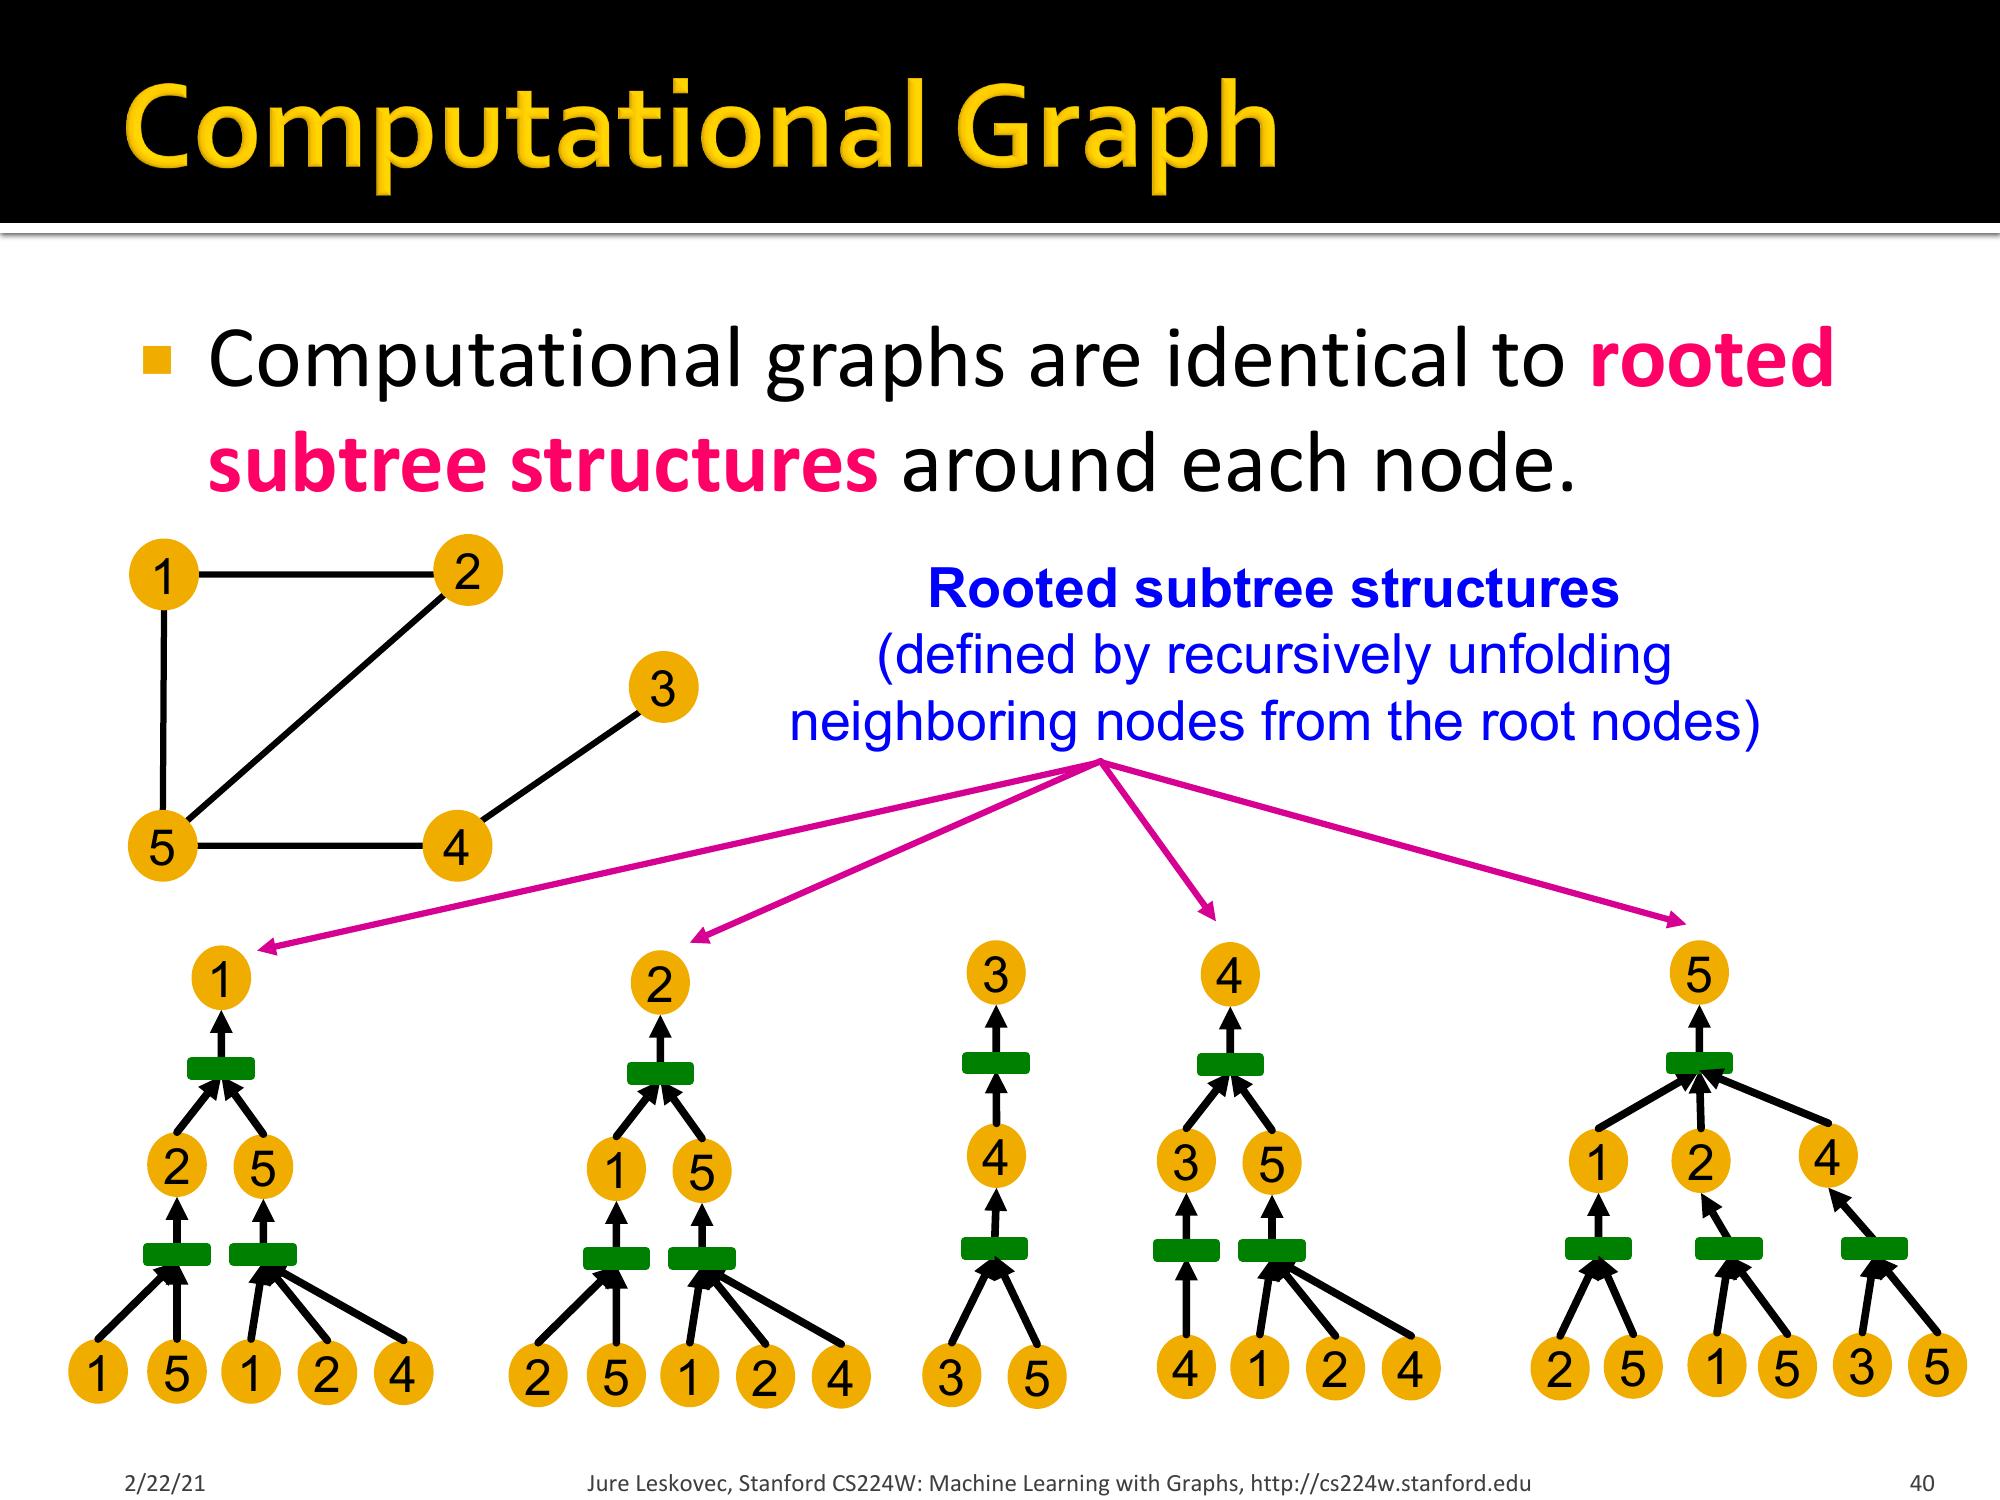 Computational Graph
Computational graphs are identical to rooted
subtree structures around each node.
1 2
3
5 4
Rooted subtree structures
(defined by recursively unfolding
neighboring nodes from the root nodes)
1 2 3 4 5
2 5 1 5 4 3 5 1 2 4
1 5 1 2 4 2 5 1 2 4 3 5 4 1 2 4 2 5 1 5 3 5
2/22/21 Jure Leskovec, Stanford CS224W: Machine Learning with Graphs, http://cs224w.stanford.edu 40